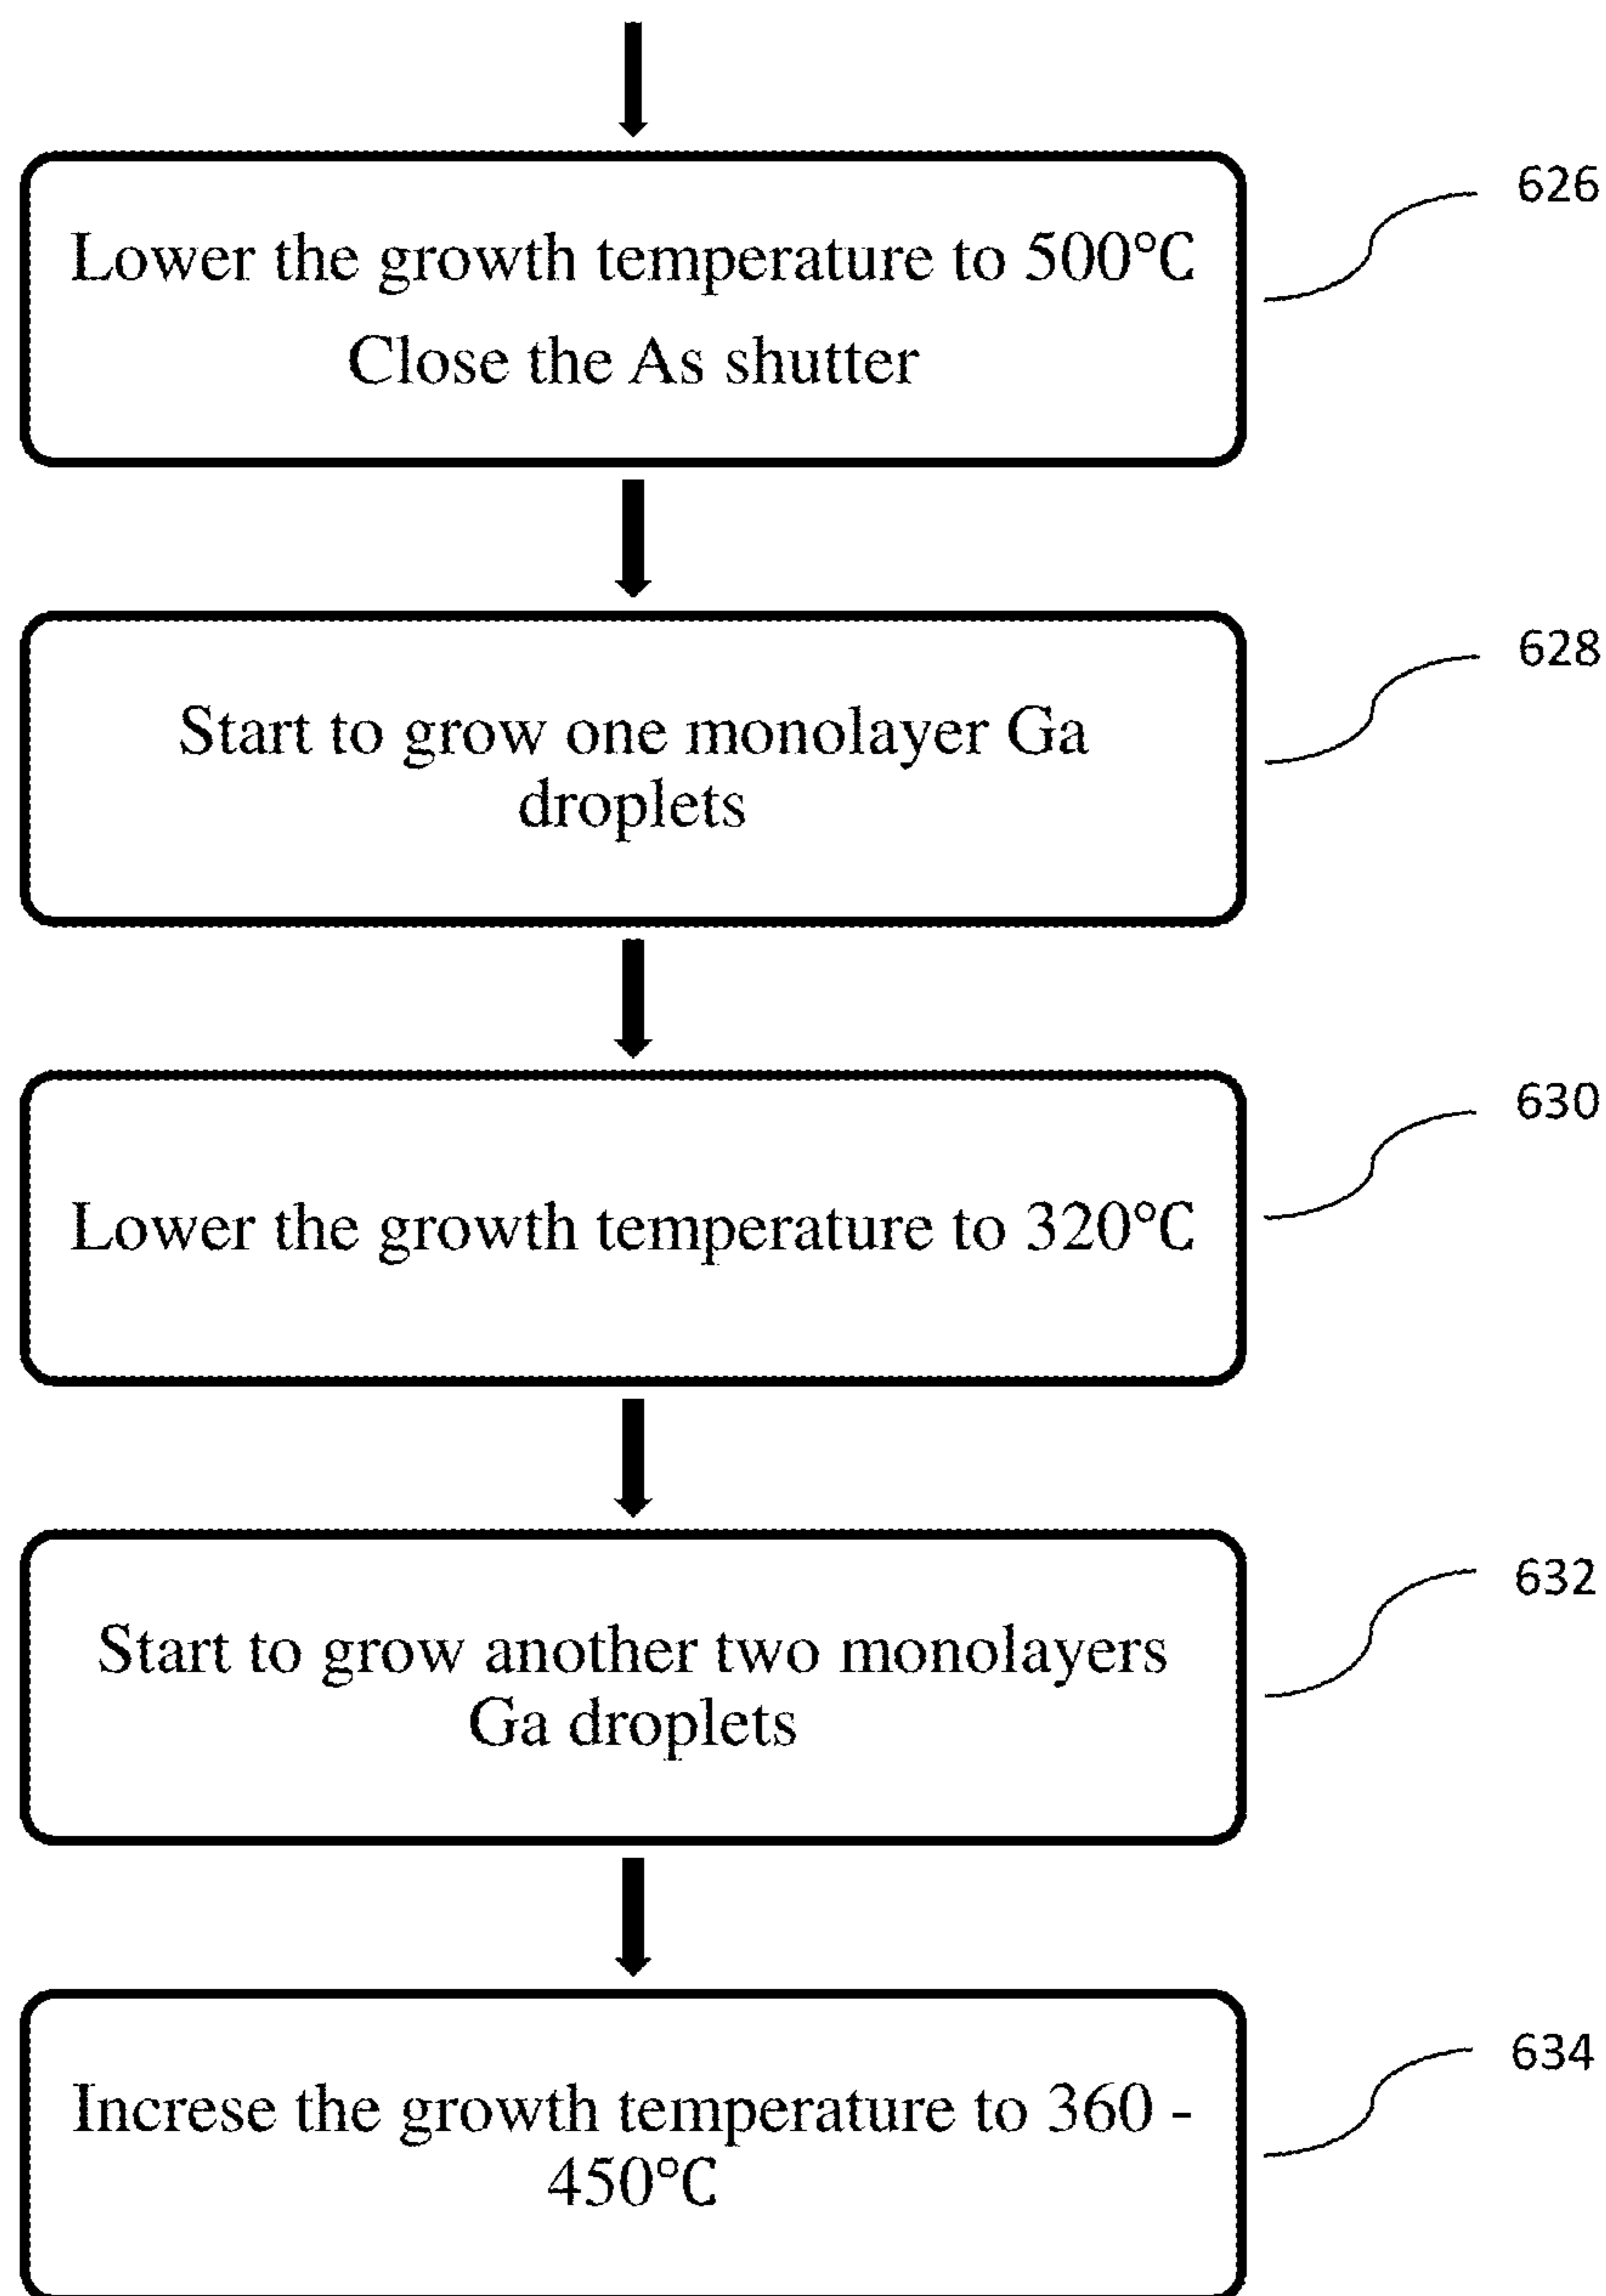 626
Lower the growth temperature to 500℃
Close the As shutter
628
Start to grow one monolayer Ga
droplets
630
Lower the growth temperature to 320℃
632
Start to grow another two monolayers
Ga droplets
634
Increse the growth temperature to 360 -
450℃